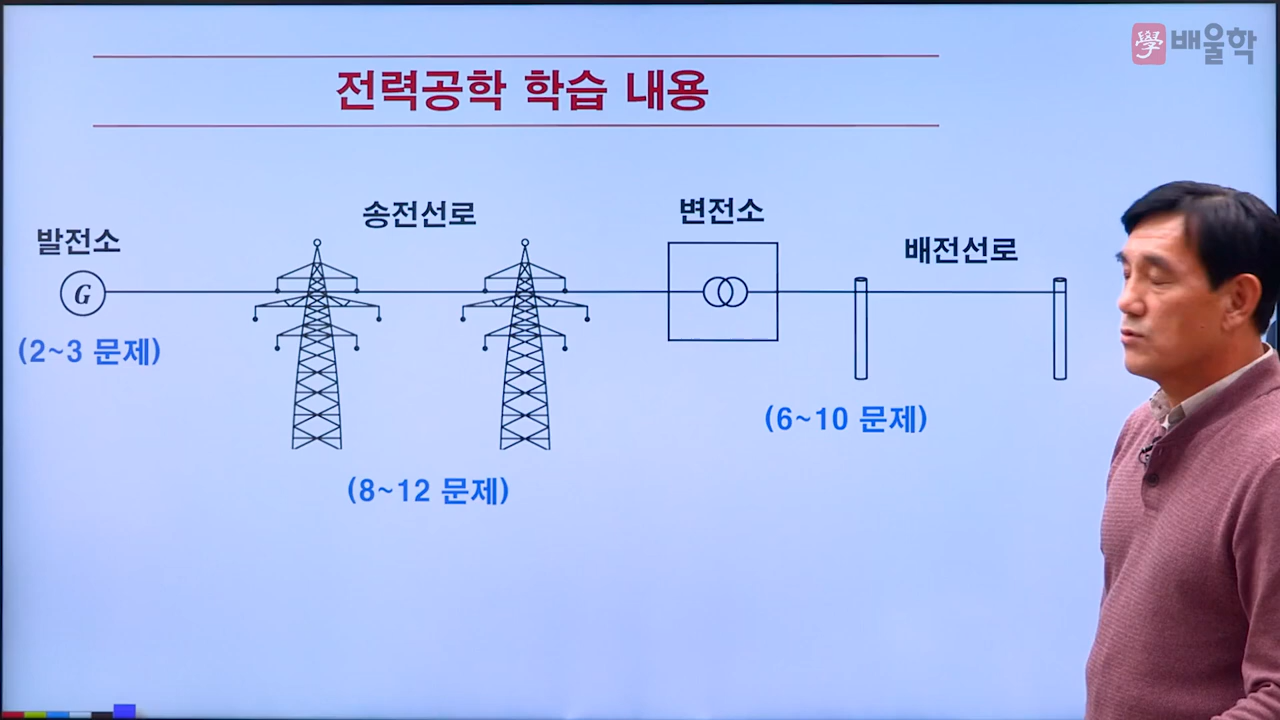 學 배울학
전력공학 학습 내용
발전소
송전선로
변전소
배전선로
G
(2~3 문제)
(8~12 문제)
(6~10 문제)